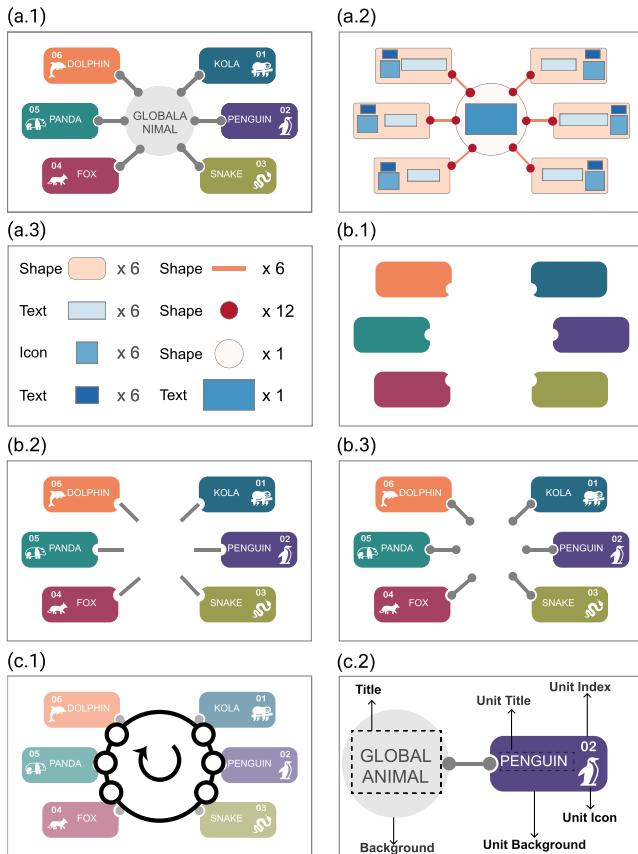 (a.1)
06
DOLPHIN
01
KOLA
05
PANDA
GLOBALA
NIMAL
02
PENGUIN
04
FOX
03
SNAKE
(a.2)
(a.3)
Shape x 6 Shape x 6
Text x 6 Shape x 12
Icon x 6 Shape x 1
Text x 6 Text x 1
(b.1)
(b.2)
06
DOLPHIN
01
KOLA
05
PANDA
02
PENGUIN
04
FOX
03
SNAKE
(b.3)
06
DOLPHIN
01
KOLA
05
PANDA
02
PENGUIN
04
FOX
03
SNAKE
(c.1)
06
DOLPHIN
01
KOLA
05
PANDA
02
PENGUIN
04
FOX
03
SNAKE
(c.2)
Title
Unit Title
Unit Index
GLOBAL
ANIMAL
02
PENGUIN
Unit Icon
Unit Background
Background